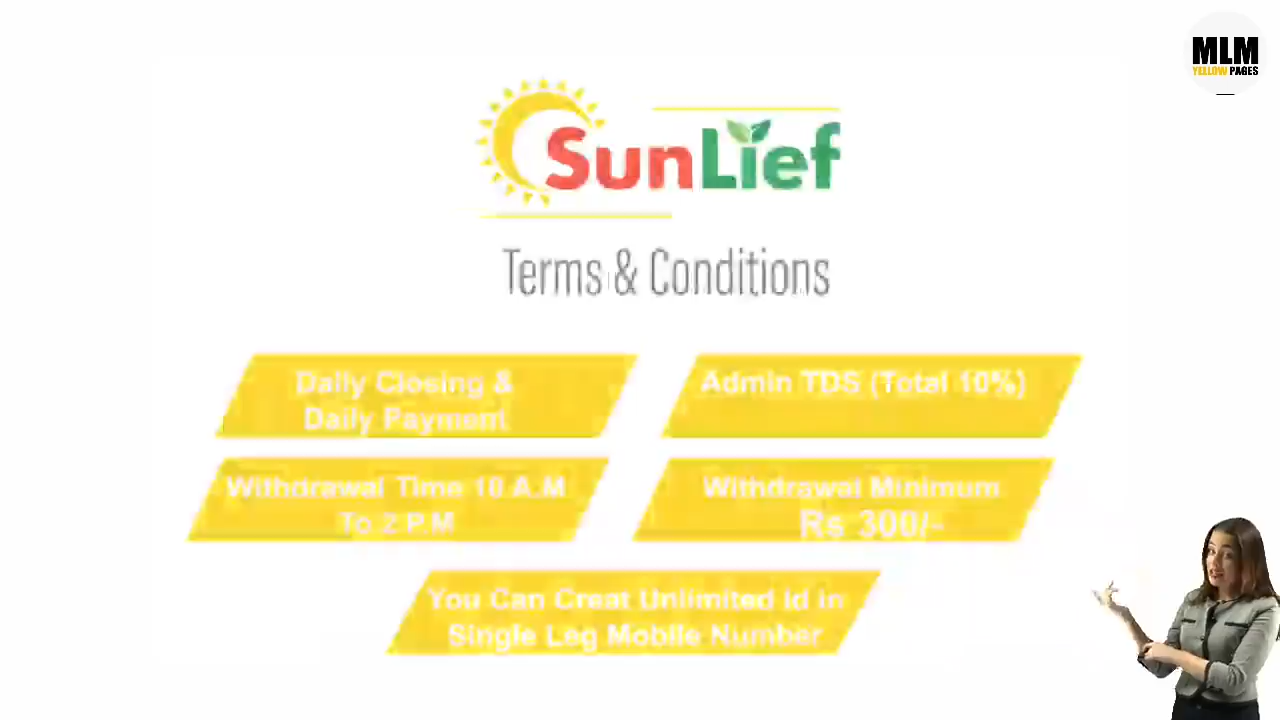 MLM
YELLOW PAGES
SunLief
Terms & Conditions
Daily Closing &
Daily Payment
Admin TDS (Total 10%)
Withdrawal Time 10 A.M
To 2 P.M
Withdrawal Minimum
Rs 300/-
You Can Creat Unlimited Id in
Single Leg Mobile Number